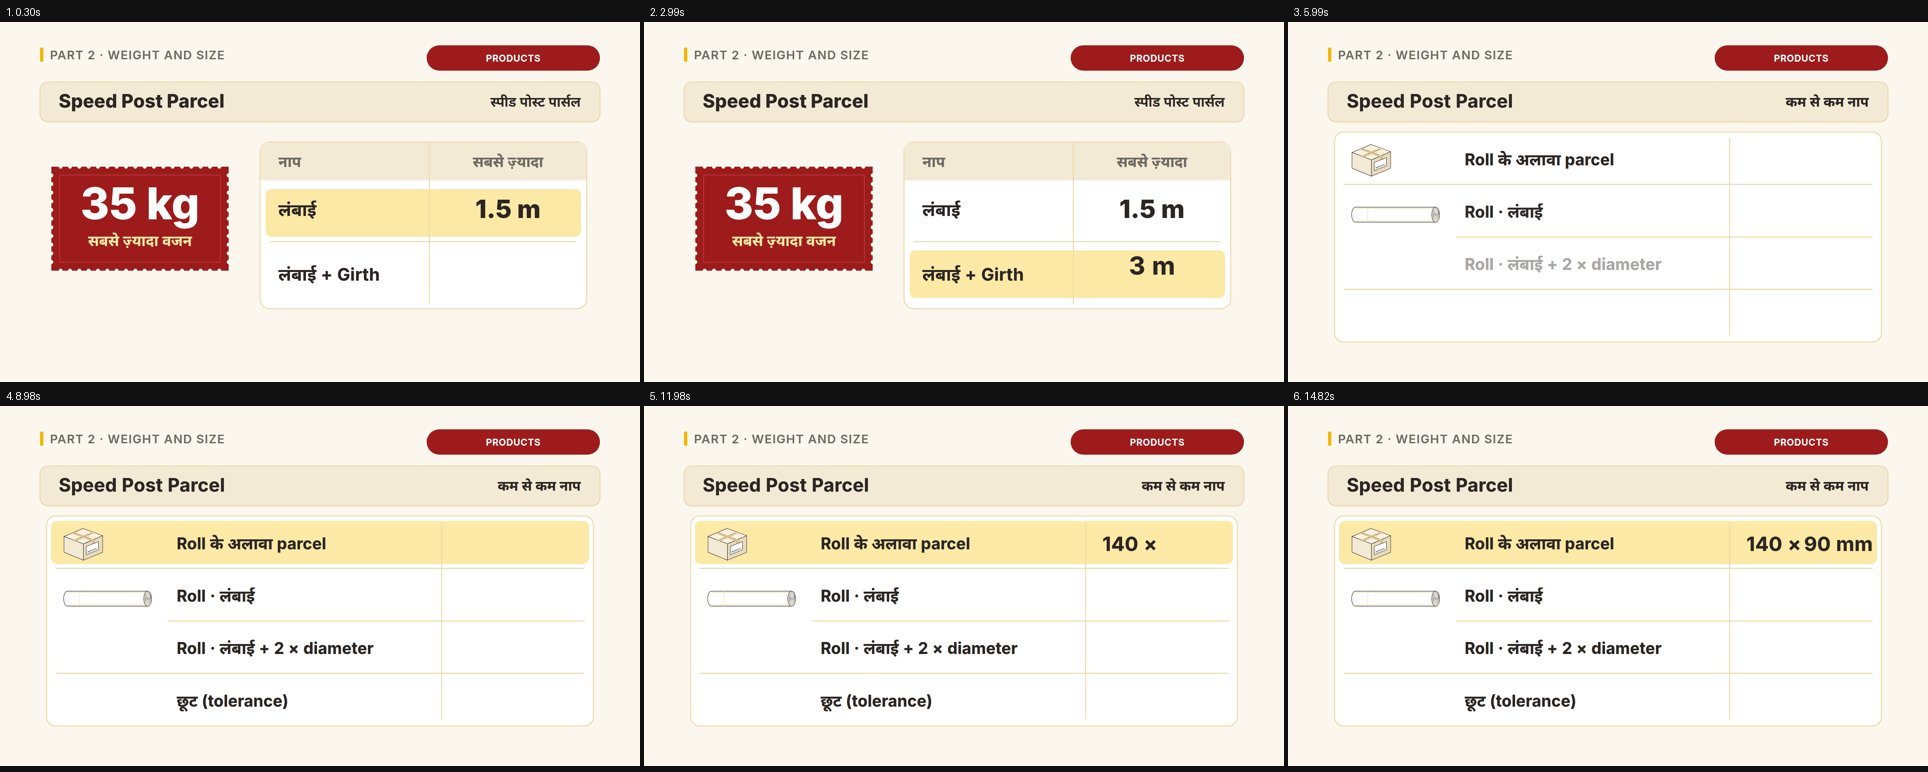 1. 0.30s
PART 2 · WEIGHT AND SIZE
PRODUCTS
Speed Post Parcel
स्पीड पोस्ट पार्सल
35 kg
सबसे ज़्यादा वजन
नाप
सबसे ज़्यादा
लंबाई
1.5 m
लंबाई + Girth
2. 2.99s
PART 2 · WEIGHT AND SIZE
PRODUCTS
Speed Post Parcel
स्पीड पोस्ट पार्सल
35 kg
सबसे ज़्यादा वजन
नाप
सबसे ज़्यादा
लंबाई
1.5 m
लंबाई + Girth
3 m
3. 5.99s
PART 2 · WEIGHT AND SIZE
PRODUCTS
Speed Post Parcel
कम से कम नाप
Roll के अलावा parcel
Roll · लंबाई
Roll · लंबाई + 2 × diameter
4. 8.98s
PART 2 · WEIGHT AND SIZE
PRODUCTS
Speed Post Parcel
कम से कम नाप
Roll के अलावा parcel
Roll · लंबाई
Roll · लंबाई + 2 × diameter
छूट (tolerance)
5. 11.98s
PART 2 · WEIGHT AND SIZE
PRODUCTS
Speed Post Parcel
कम से कम नाप
Roll के अलावा parcel
140 ×
Roll · लंबाई
Roll · लंबाई + 2 × diameter
छूट (tolerance)
6. 14.82s
PART 2 · WEIGHT AND SIZE
PRODUCTS
Speed Post Parcel
कम से कम नाप
Roll के अलावा parcel
140 × 90 mm
Roll · लंबाई
Roll · लंबाई + 2 × diameter
छूट (tolerance)